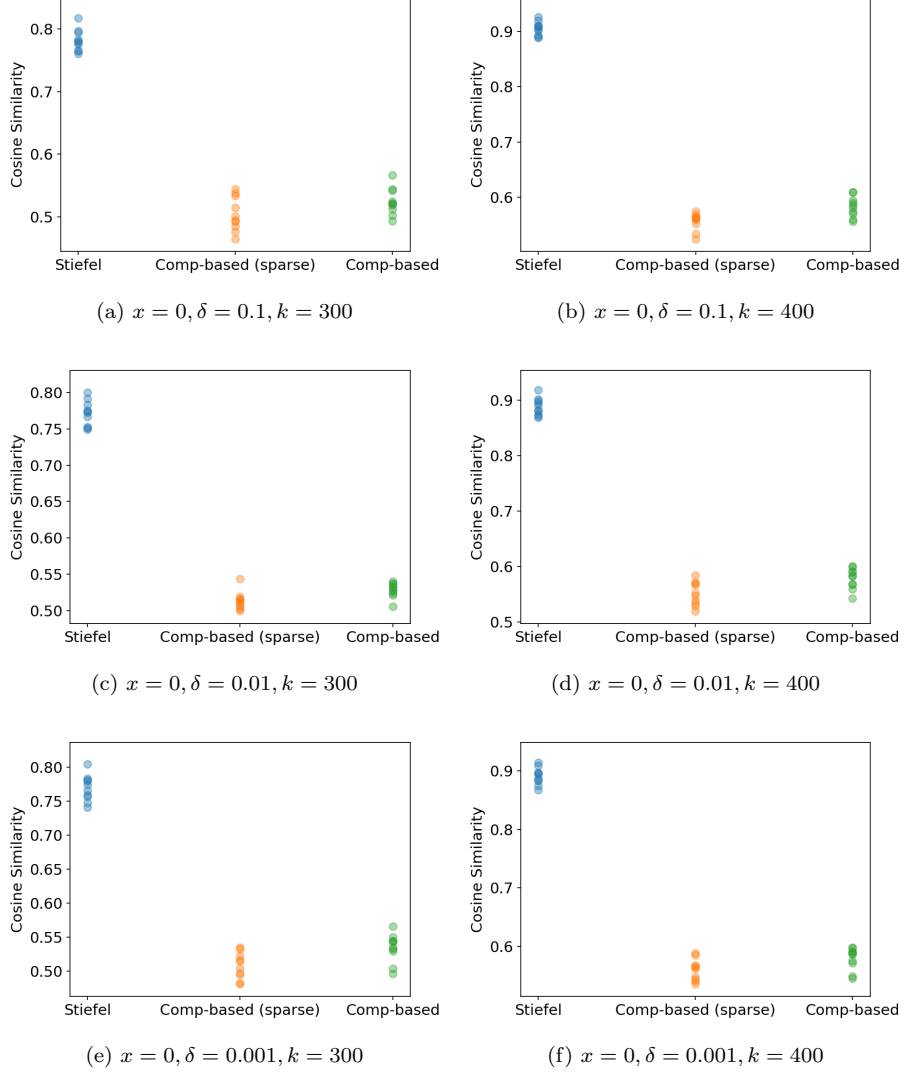 Cosine Similarity
0.8
0.7
0.6
0.5
Stiefel Comp-based (sparse) Comp-based
(a) x = 0, δ = 0.1, k = 300
Cosine Similarity
0.9
0.8
0.7
0.6
Stiefel Comp-based (sparse) Comp-based
(b) x = 0, δ = 0.1, k = 400
Cosine Similarity
0.80
0.75
0.70
0.65
0.60
0.55
0.50
Stiefel Comp-based (sparse) Comp-based
(c) x = 0, δ = 0.01, k = 300
Cosine Similarity
0.9
0.8
0.7
0.6
0.5
Stiefel Comp-based (sparse) Comp-based
(d) x = 0, δ = 0.01, k = 400
Cosine Similarity
0.80
0.75
0.70
0.65
0.60
0.55
0.50
Stiefel Comp-based (sparse) Comp-based
(e) x = 0, δ = 0.001, k = 300
Cosine Similarity
0.9
0.8
0.7
0.6
Stiefel Comp-based (sparse) Comp-based
(f) x = 0, δ = 0.001, k = 400